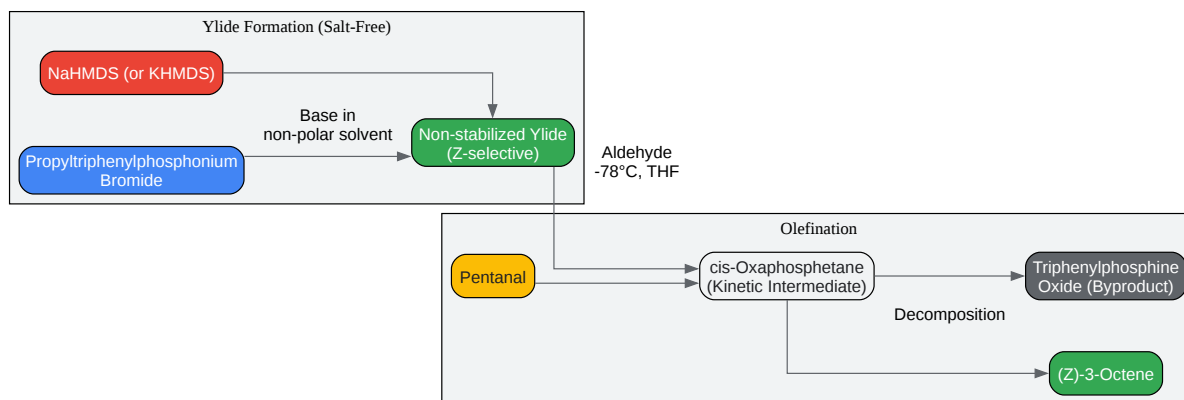 Ylide Formation (Salt-Free)
NaHMDS (or KHMDS)
Base in
non-polar solvent
Propyltriphenylphosphonium
Bromide
Non-stabilized Ylide
(Z-selective)
Aldehyde
-78°C, THF
Olefination
Pentanal
cis-Oxaphosphetane
(Kinetic Intermediate)
Triphenylphosphine
Oxide (Byproduct)
Decomposition
(Z)-3-Octene